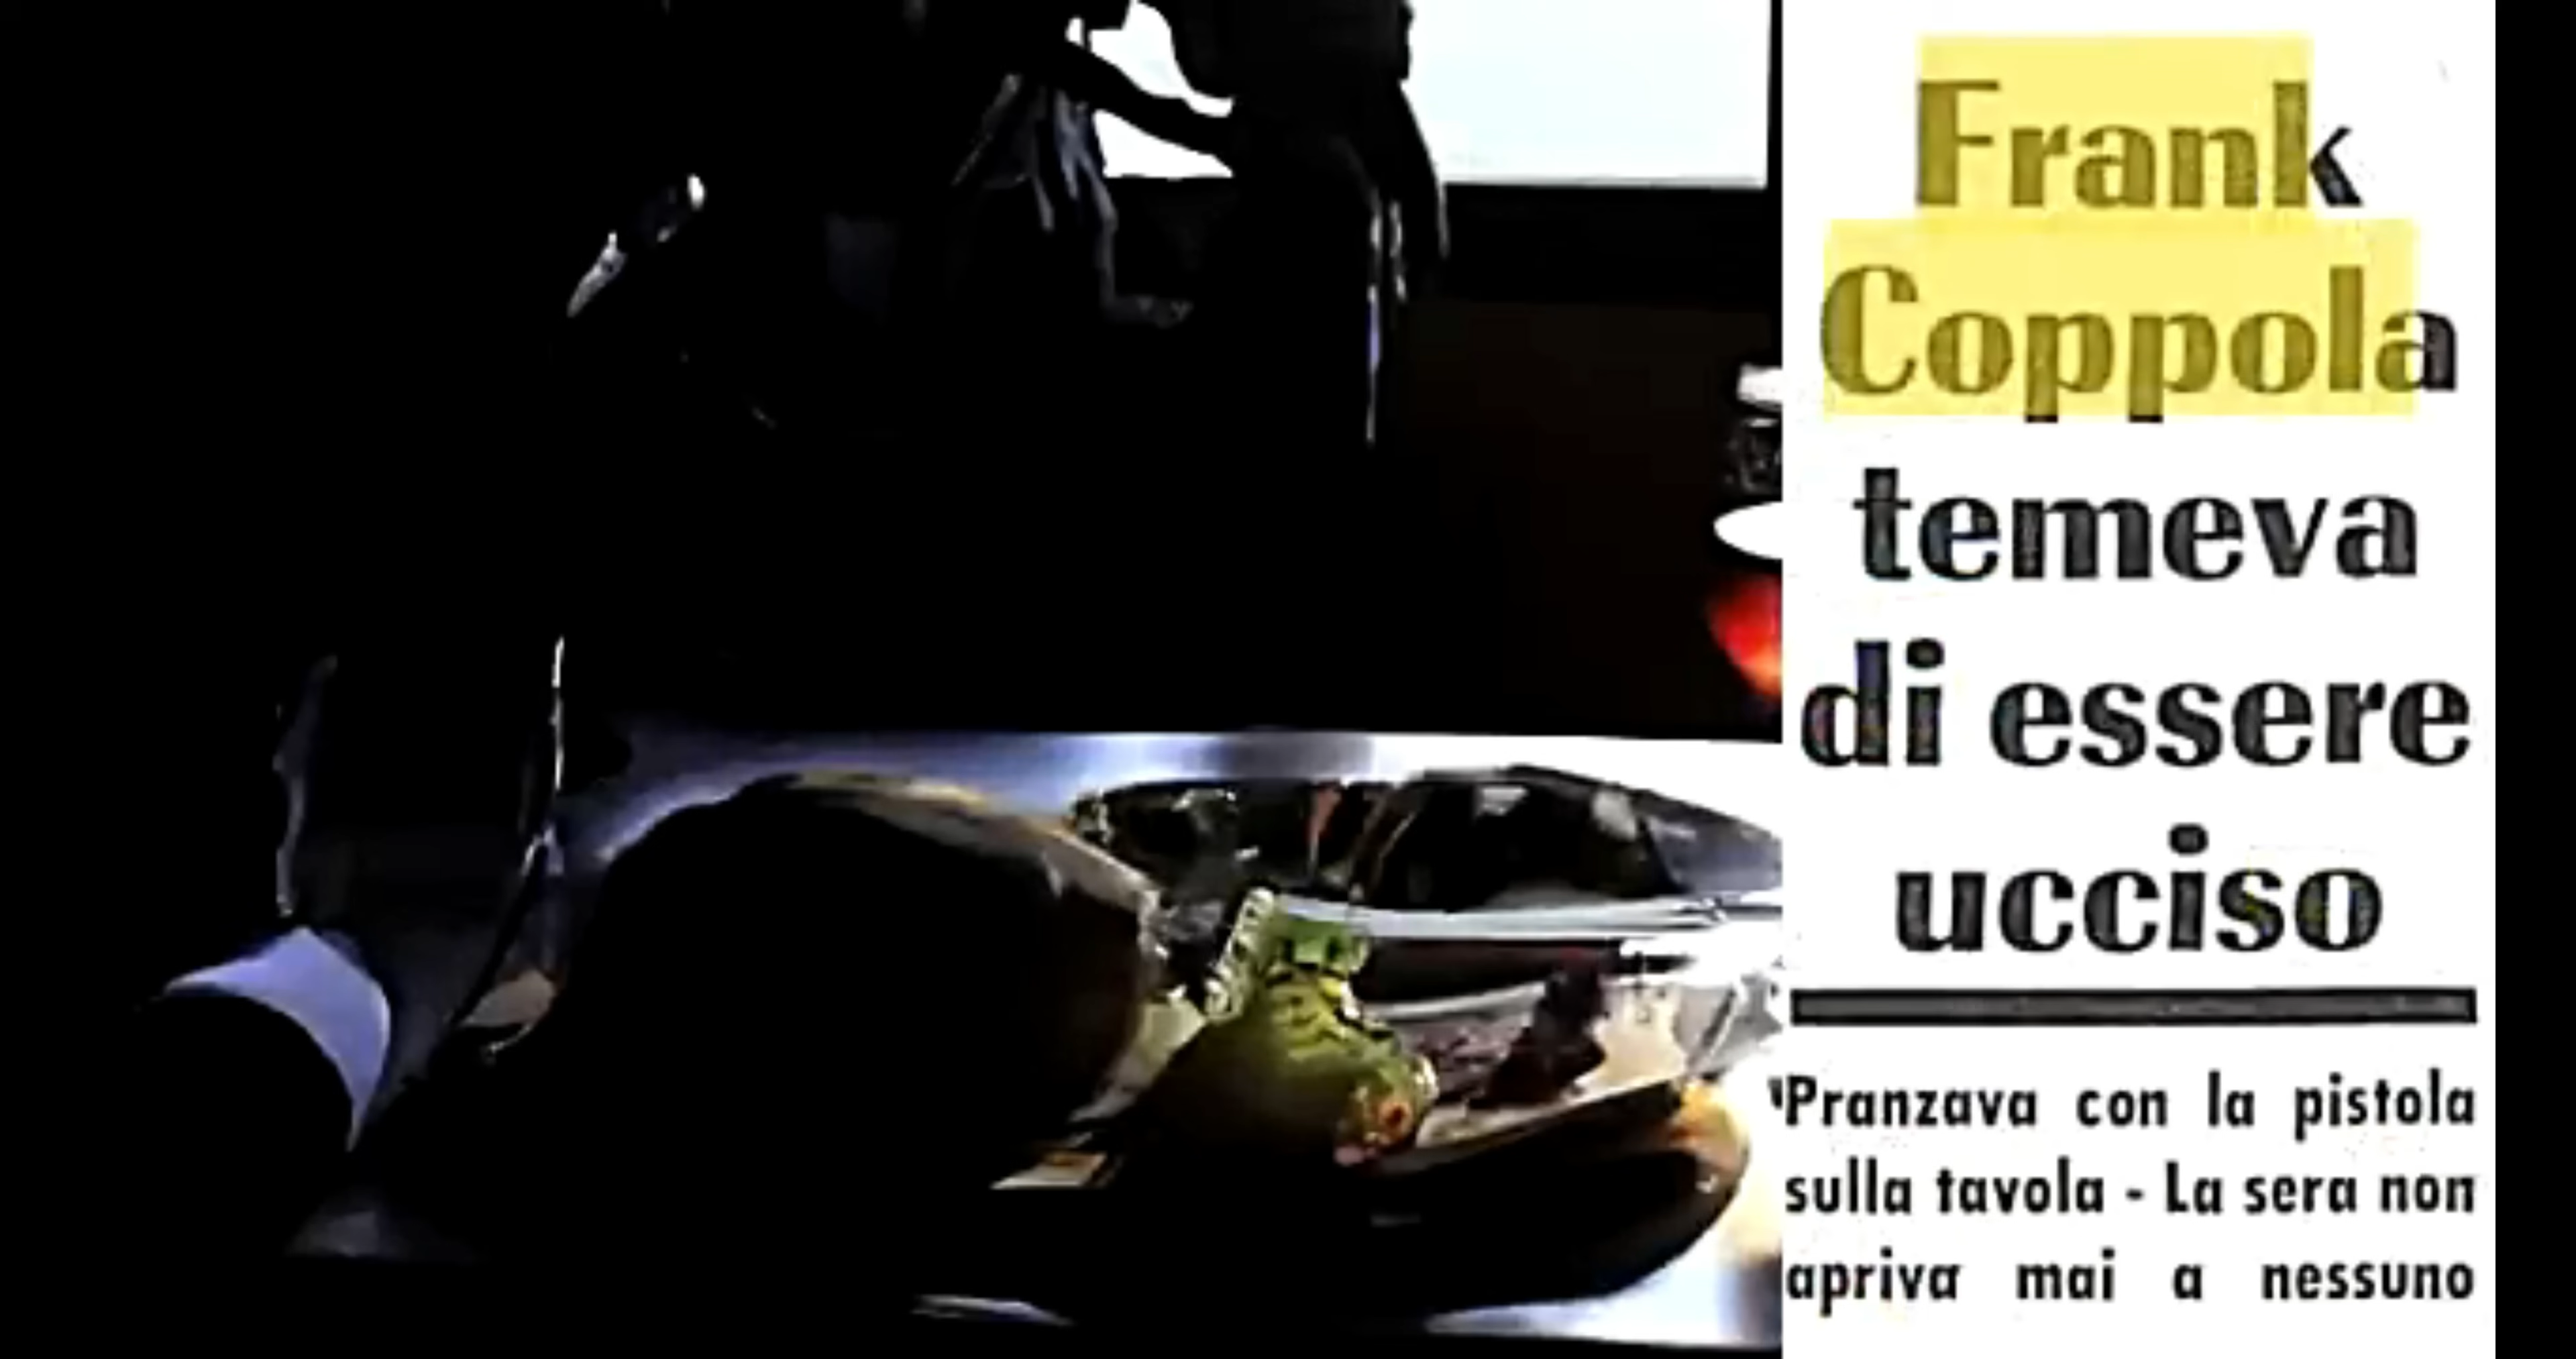 Frank
Coppola
temeva
di essere
ucciso
Pranzava con la pistola
sulla tavola - La sera non
apriva mai a nessuno